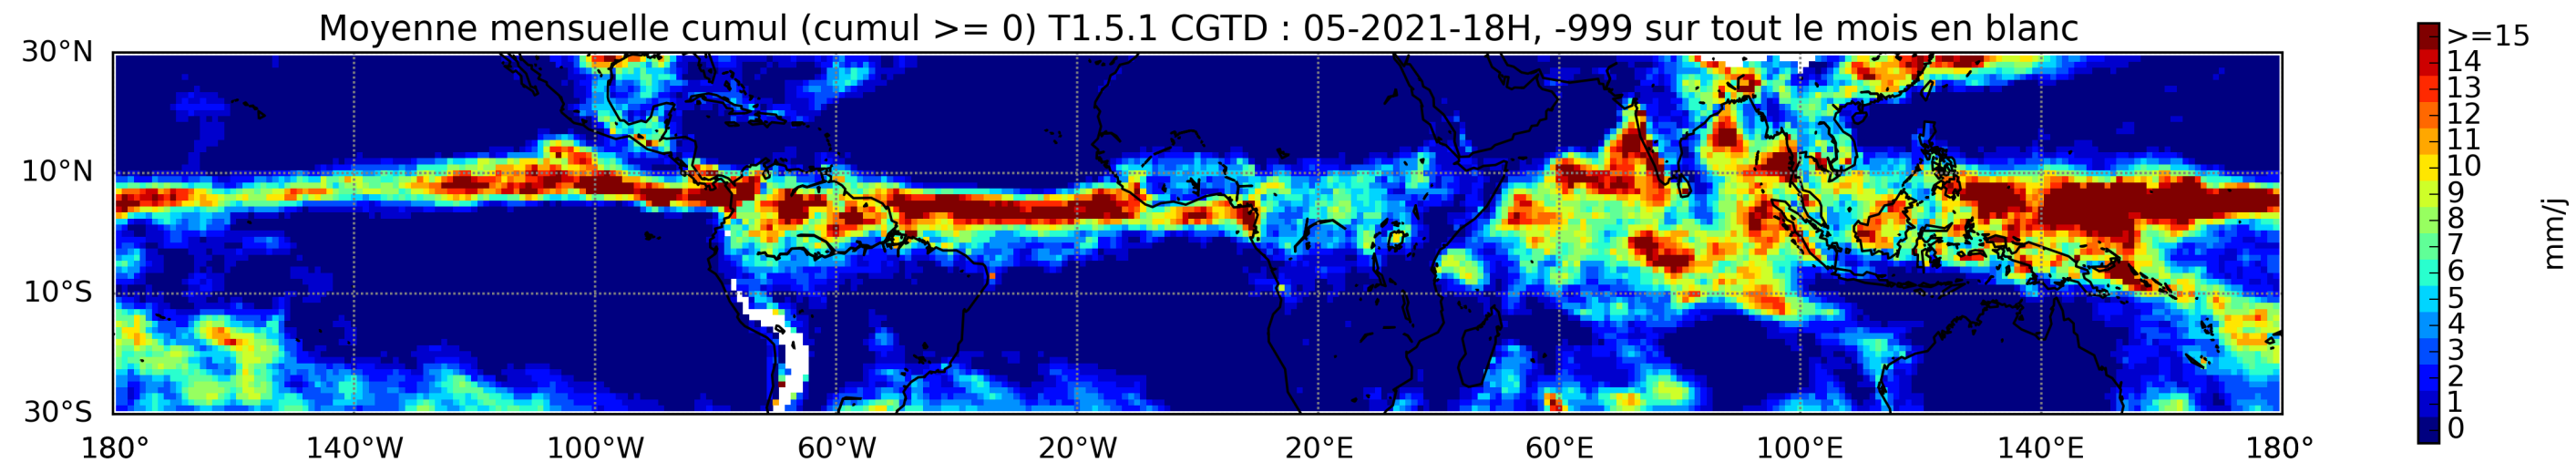 Moyenne mensuelle cumul (cumul >= 0) T1.5.1 CGTD : 05-2021-18H, -999 sur tout le mois en blanc
30°N
10°N
10°S
30°S
180° 140°W 100°W 60°W 20°W 20°E 60°E 100°E 140°E 180°
>=15
14
13
12
11
10
9
8
7
6
5
4
3
2
1
0
mm/j